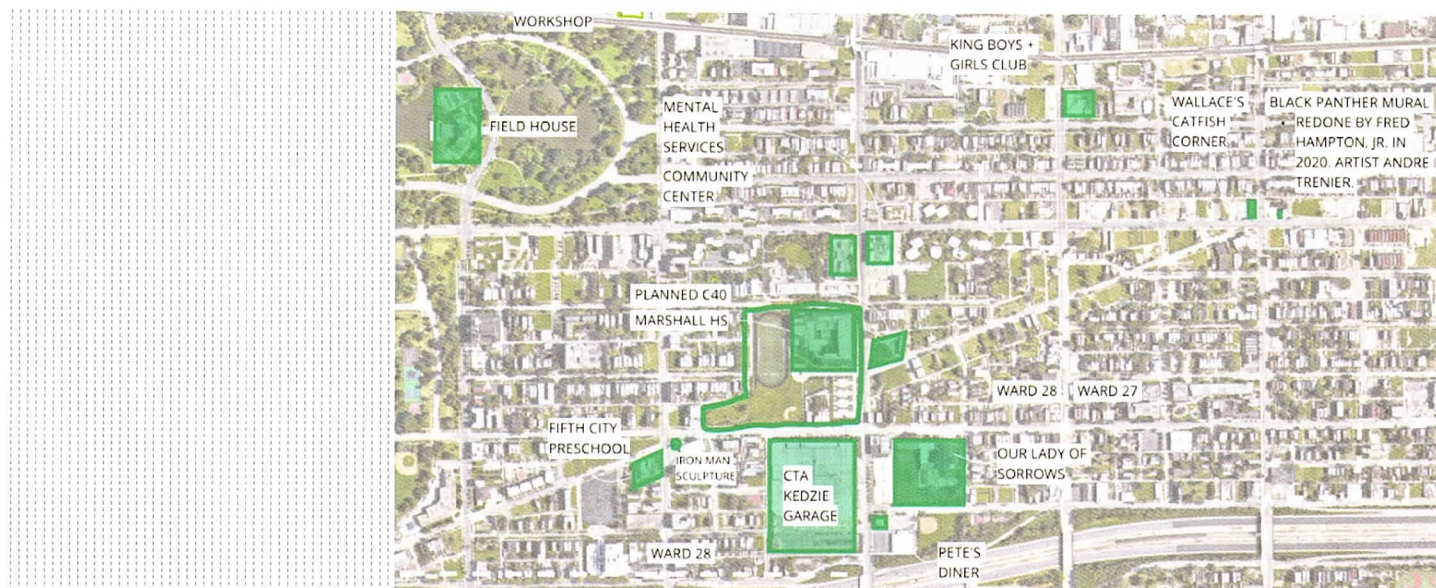 WORKSHOP
KING BOYS +
GIRLS CLUB
FIELD HOUSE
MENTAL
HEALTH
SERVICES
COMMUNITY
CENTER
WALLACE'S
CATFISH
CORNER
BLACK PANTHER MURAL
REDONE BY FRED
HAMPTON, JR. IN
2020. ARTIST ANDRE
TRENIER.
PLANNED C40
MARSHALL HS
WARD 28
WARD 27
FIFTH CITY
PRESCHOOL
IRON MAN
SCULPTURE
CTA
KEDZIE
GARAGE
OUR LADY OF
SORROWS
WARD 28
PETE'S
DINER